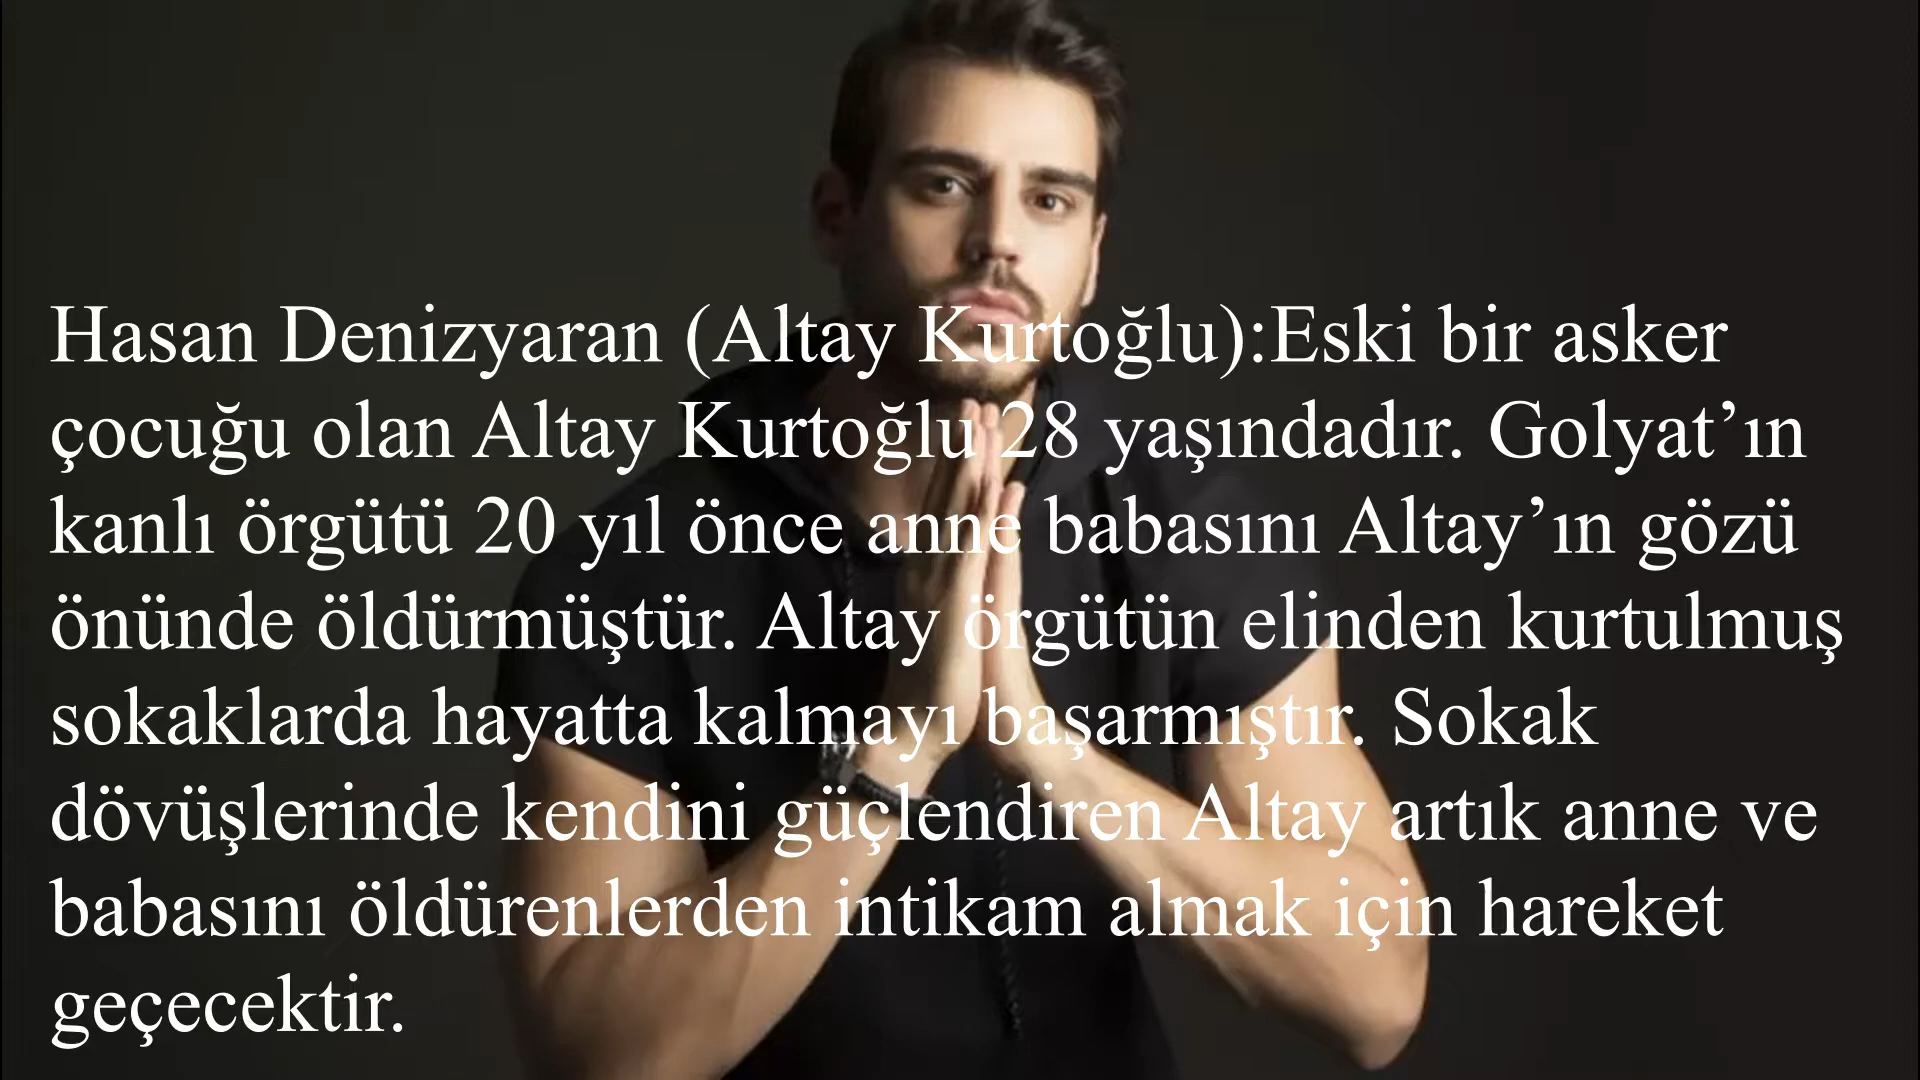 Hasan Denizyaran (Altay Kurtoğlu):Eski bir asker
çocuğu olan Altay Kurtoğlu 28 yaşındadır. Golyat’ın
kanlı örgütü 20 yıl önce anne babasını Altay’ın gözü
önünde öldürmüştür. Altay örgütün elinden kurtulmuş
sokaklarda hayatta kalmayı başarmıştır. Sokak
dövüşlerinde kendini güçlendiren Altay artık anne ve
babasını öldürenlerden intikam almak için hareket
geçecektir.